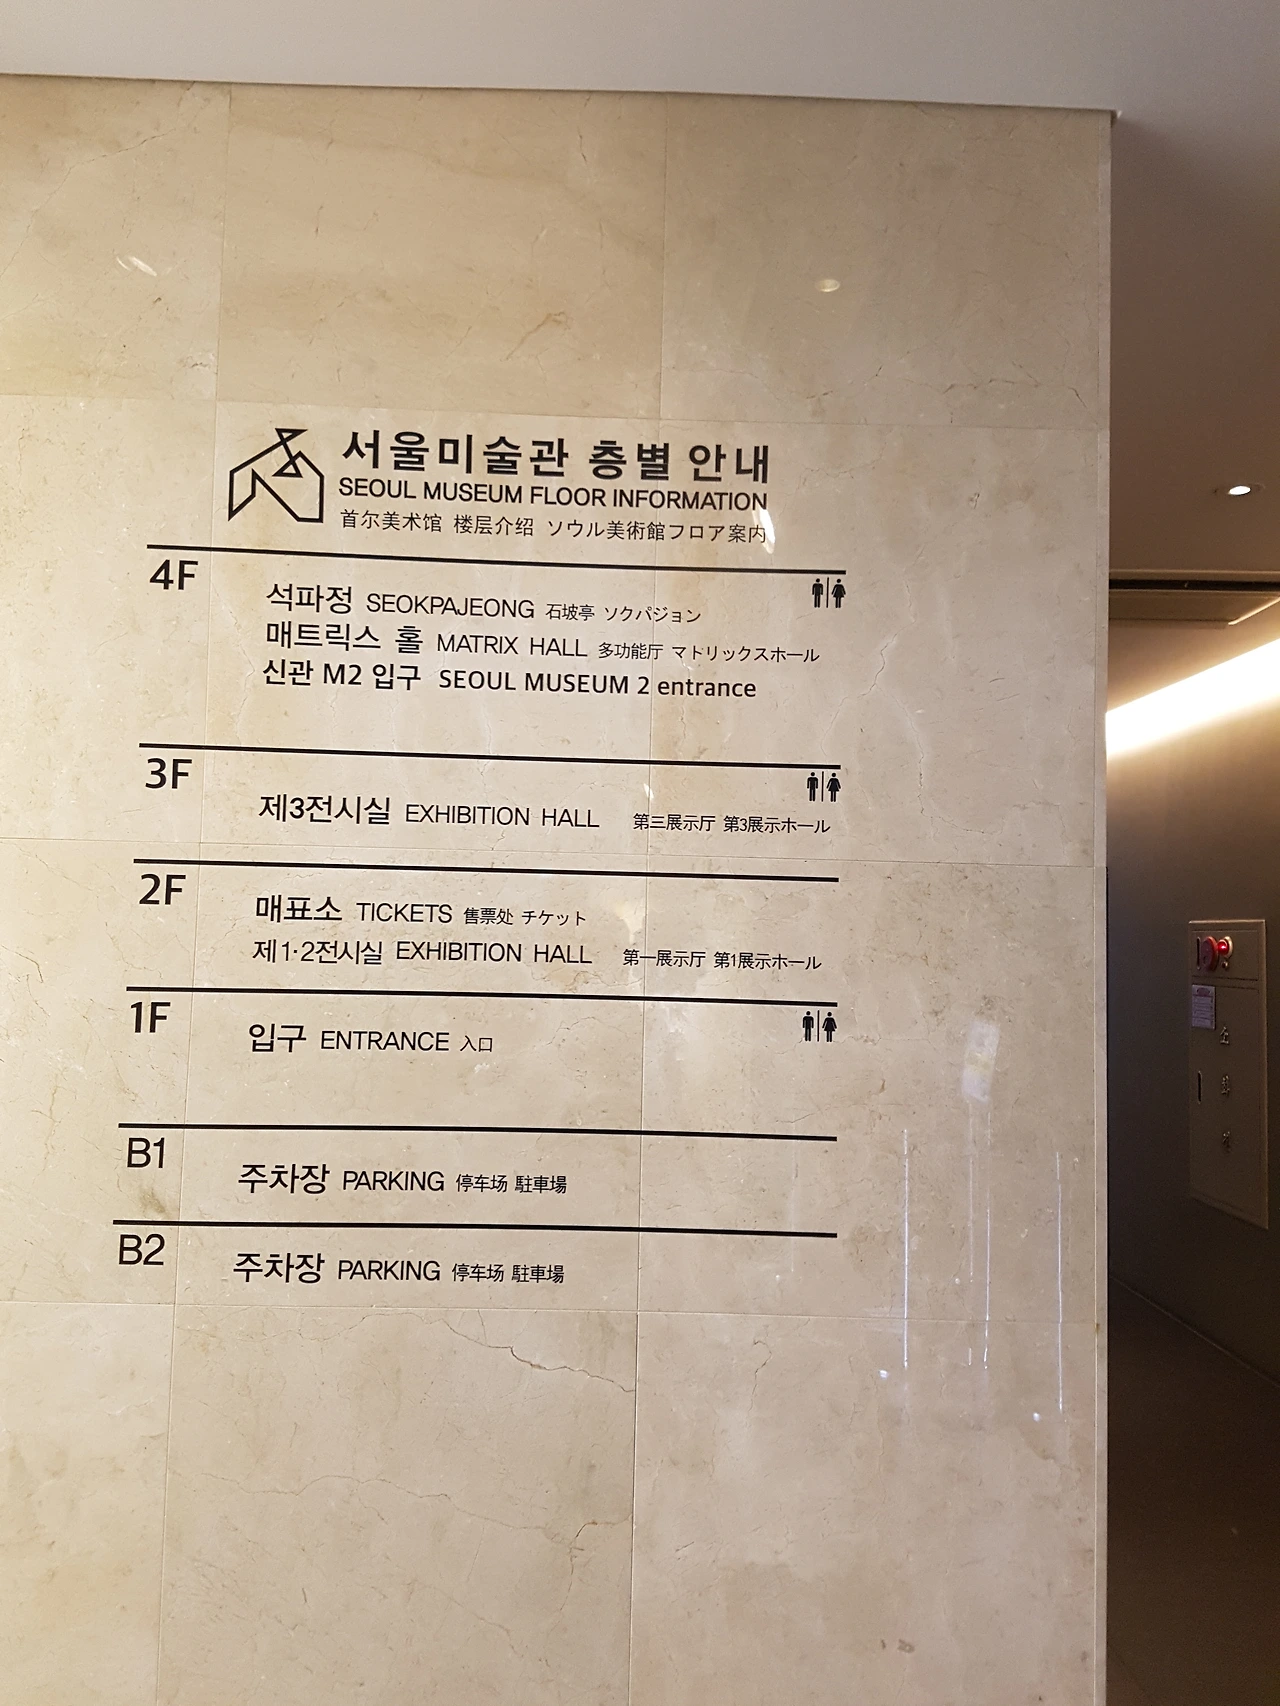 서울미술관 층별 안내
SEOUL MUSEUM FLOOR INFORMATION
首尔美术馆 楼层介绍 ソウル美術館フロア案内
4F
석파정 SEOKPAJEONG 石坡亭 ソクパジョン
매트릭스 홀 MATRIX HALL 多功能厅 マトリックスホール
신관 M2 입구 SEOUL MUSEUM 2 entrance
3F
제3전시실 EXHIBITION HALL 第三展示厅 第3展示ホール
2F
매표소 TICKETS 售票处 チケット
제1·2전시실 EXHIBITION HALL 第一展示厅 第1展示ホール
1F
입구 ENTRANCE 入口
B1
주차장 PARKING 停车场 駐車場
B2
주차장 PARKING 停车场 駐車場
소
화
전